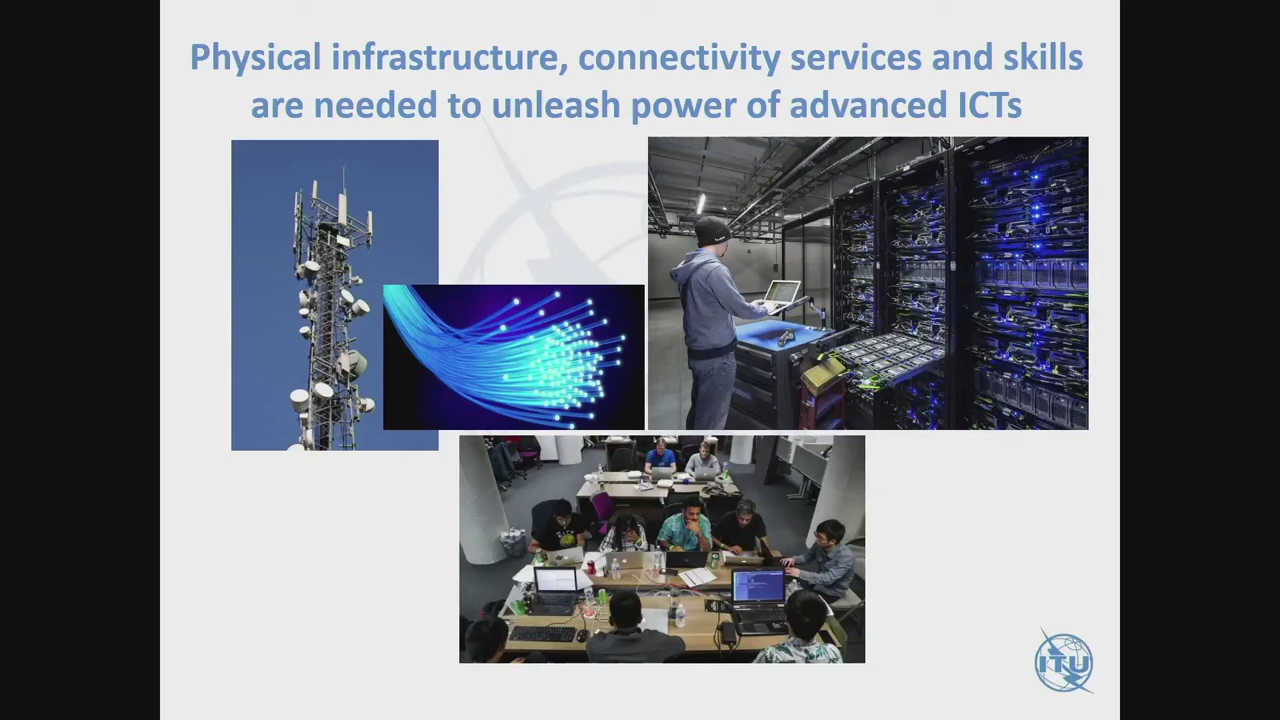 Physical infrastructure, connectivity services and skills
are needed to unleash power of advanced ICTs
ITU